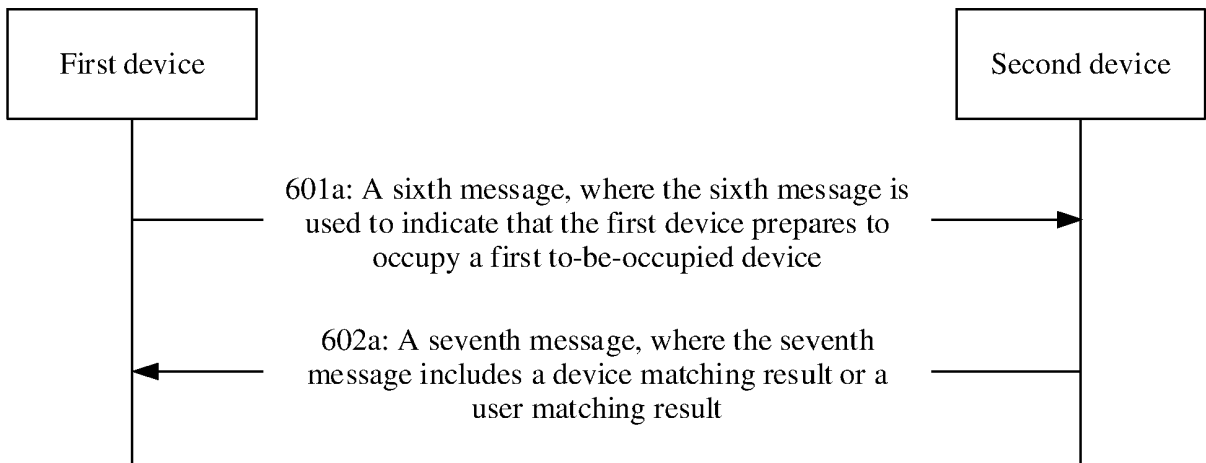 First device
Second device
601a: A sixth message, where the sixth message is
used to indicate that the first device prepares to
occupy a first to-be-occupied device
602a: A seventh message, where the seventh
message includes a device matching result or a
user matching result